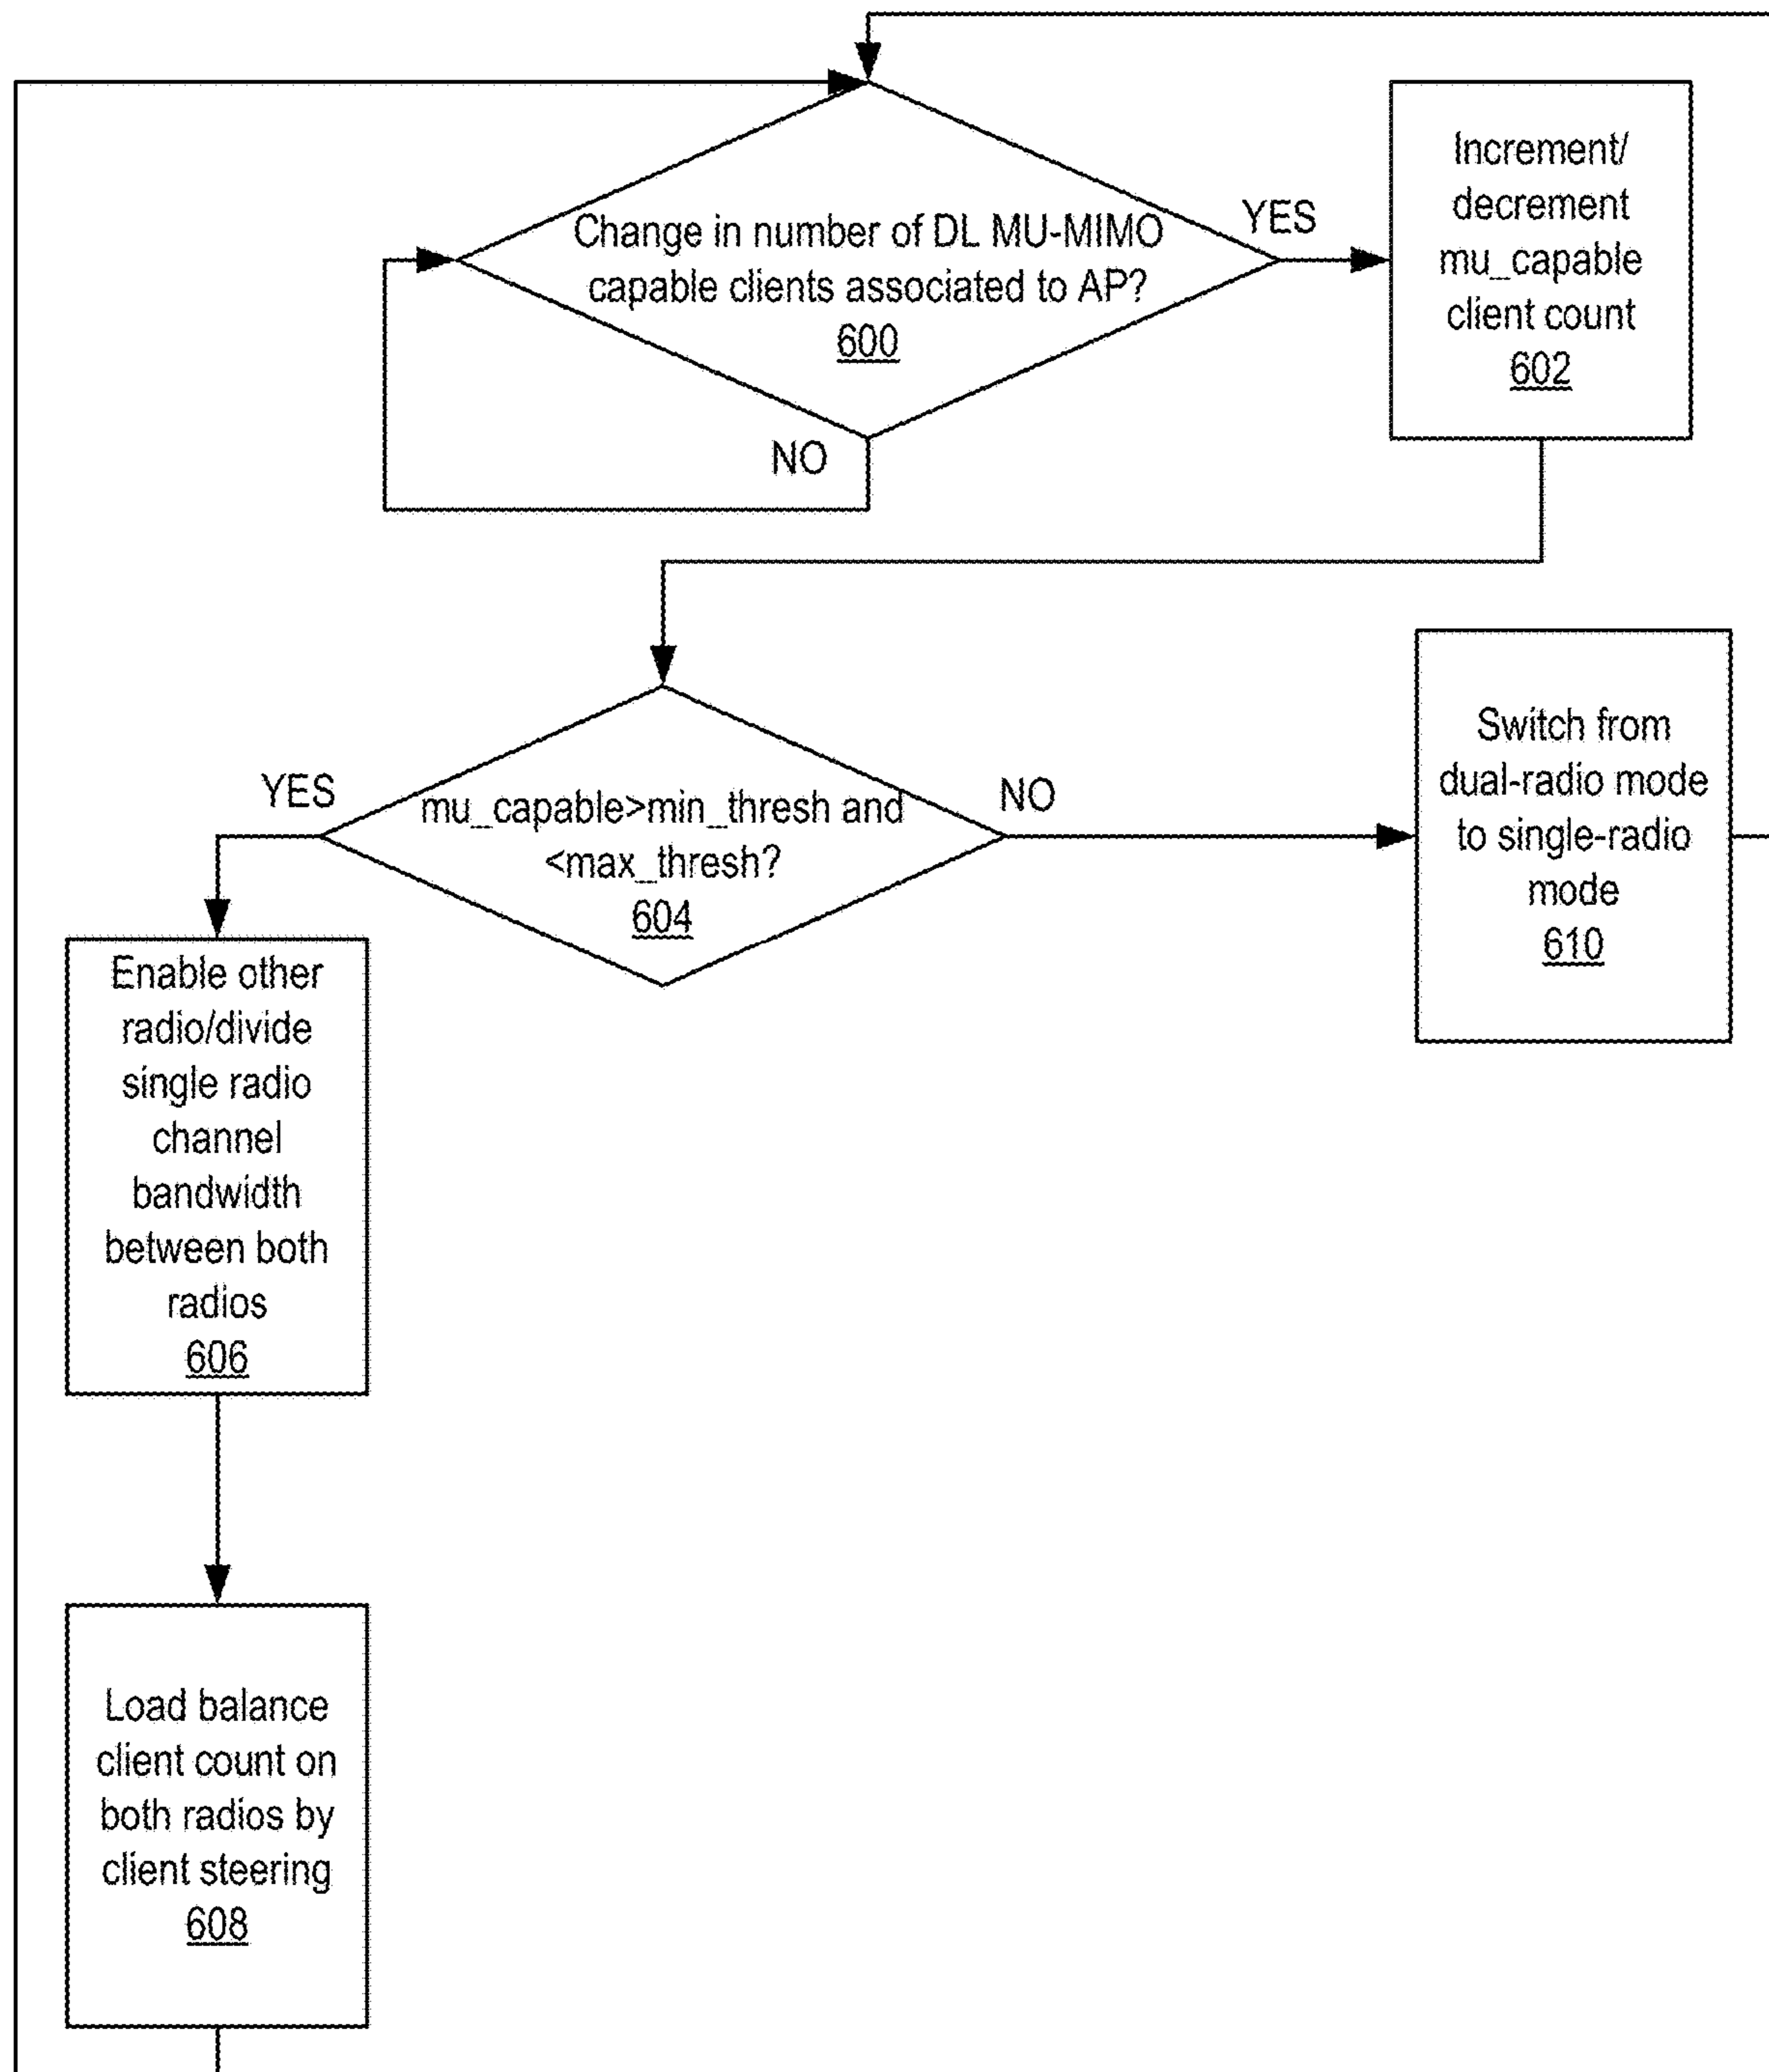 Change in number of DL MU-MIMO
capable clients associated to AP?
600
YES
NO
Increment/
decrement
mu_capable
client count
602
mu_capable>min_thresh and
<max_thresh?
604
YES
NO
Switch from
dual-radio mode
to single-radio
mode
610
Enable other
radio/divide
single radio
channel
bandwidth
between both
radios
606
Load balance
client count on
both radios by
client steering
608